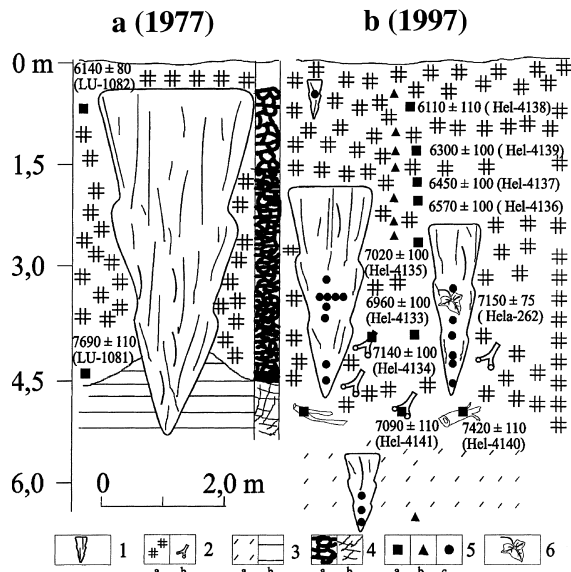 a (1977)
b (1997)
0 m
6140 ± 80
(LU-1082)
6110 ± 110 ( Hel-4138)
6300 ± 100 ( Hel-4139)
1,5
6450 ± 100 (Hel-4137)
6570 ± 100 (Hel-4136)
3,0
7020 ± 100
(Hel-4135)
6960 ± 100
(Hel-4133)
7150 ± 75
(Hela-262)
7690 ± 110
(LU-1081)
7140 ± 100
(Hel-4134)
4,5
7090 ± 110
(Hel-4141)
7420 ± 110
(Hel-4140)
6,0
0 2,0 m
1 2 3 4 5 6
a b a b a b a b c